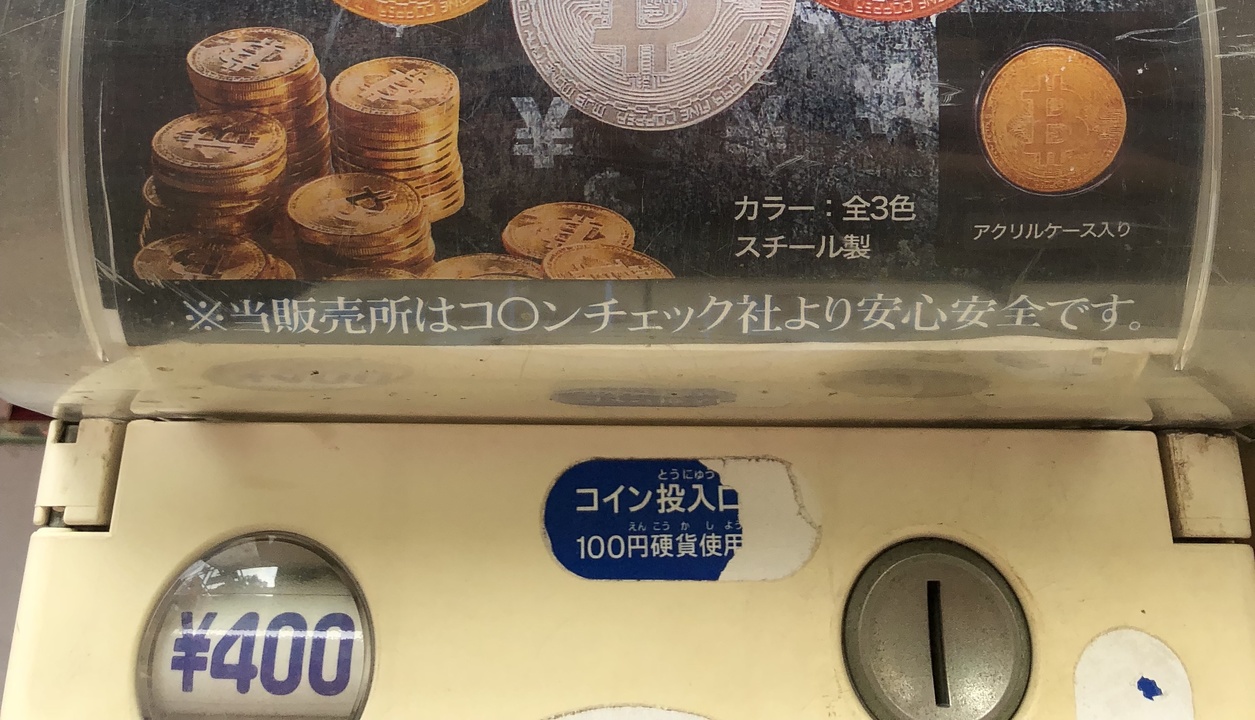 ¥
カラー：全3色
スチール製
アクリルケース入り
※当販売所はコ〇ンチェック社より安心安全です。
とうにゅう
コイン投入口
えん こう か し よう
100円硬貨使用
¥400